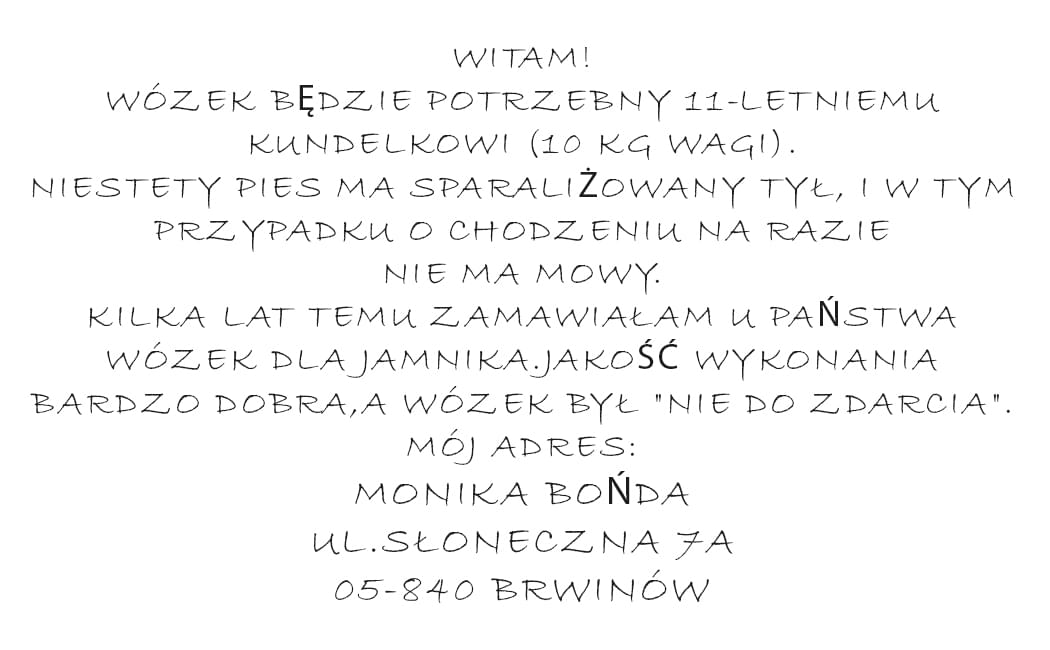 WITAM!
WÓZEK BĘDZIE POTRZEBNY 11-LETNIEMU
KUNDELKOWI (10 KG WAGI).
NIESTETY PIES MA SPARALIŻOWANY TYŁ, I W TYM
PRZYPADKU O CHODZENIU NA RAZIE
NIE MA MOWY.
KILKA LAT TEMU ZAMAWIAŁAM U PAŃSTWA
WÓZEK DLA JAMNIKA.JAKOŚĆ WYKONANIA
BARDZO DOBRA,A WÓZEK BYŁ "NIE DO ZDARCIA".
MÓJ ADRES:
MONIKA BOŃDA
UL.SŁONECZNA 7A
05-840 BRWINÓW